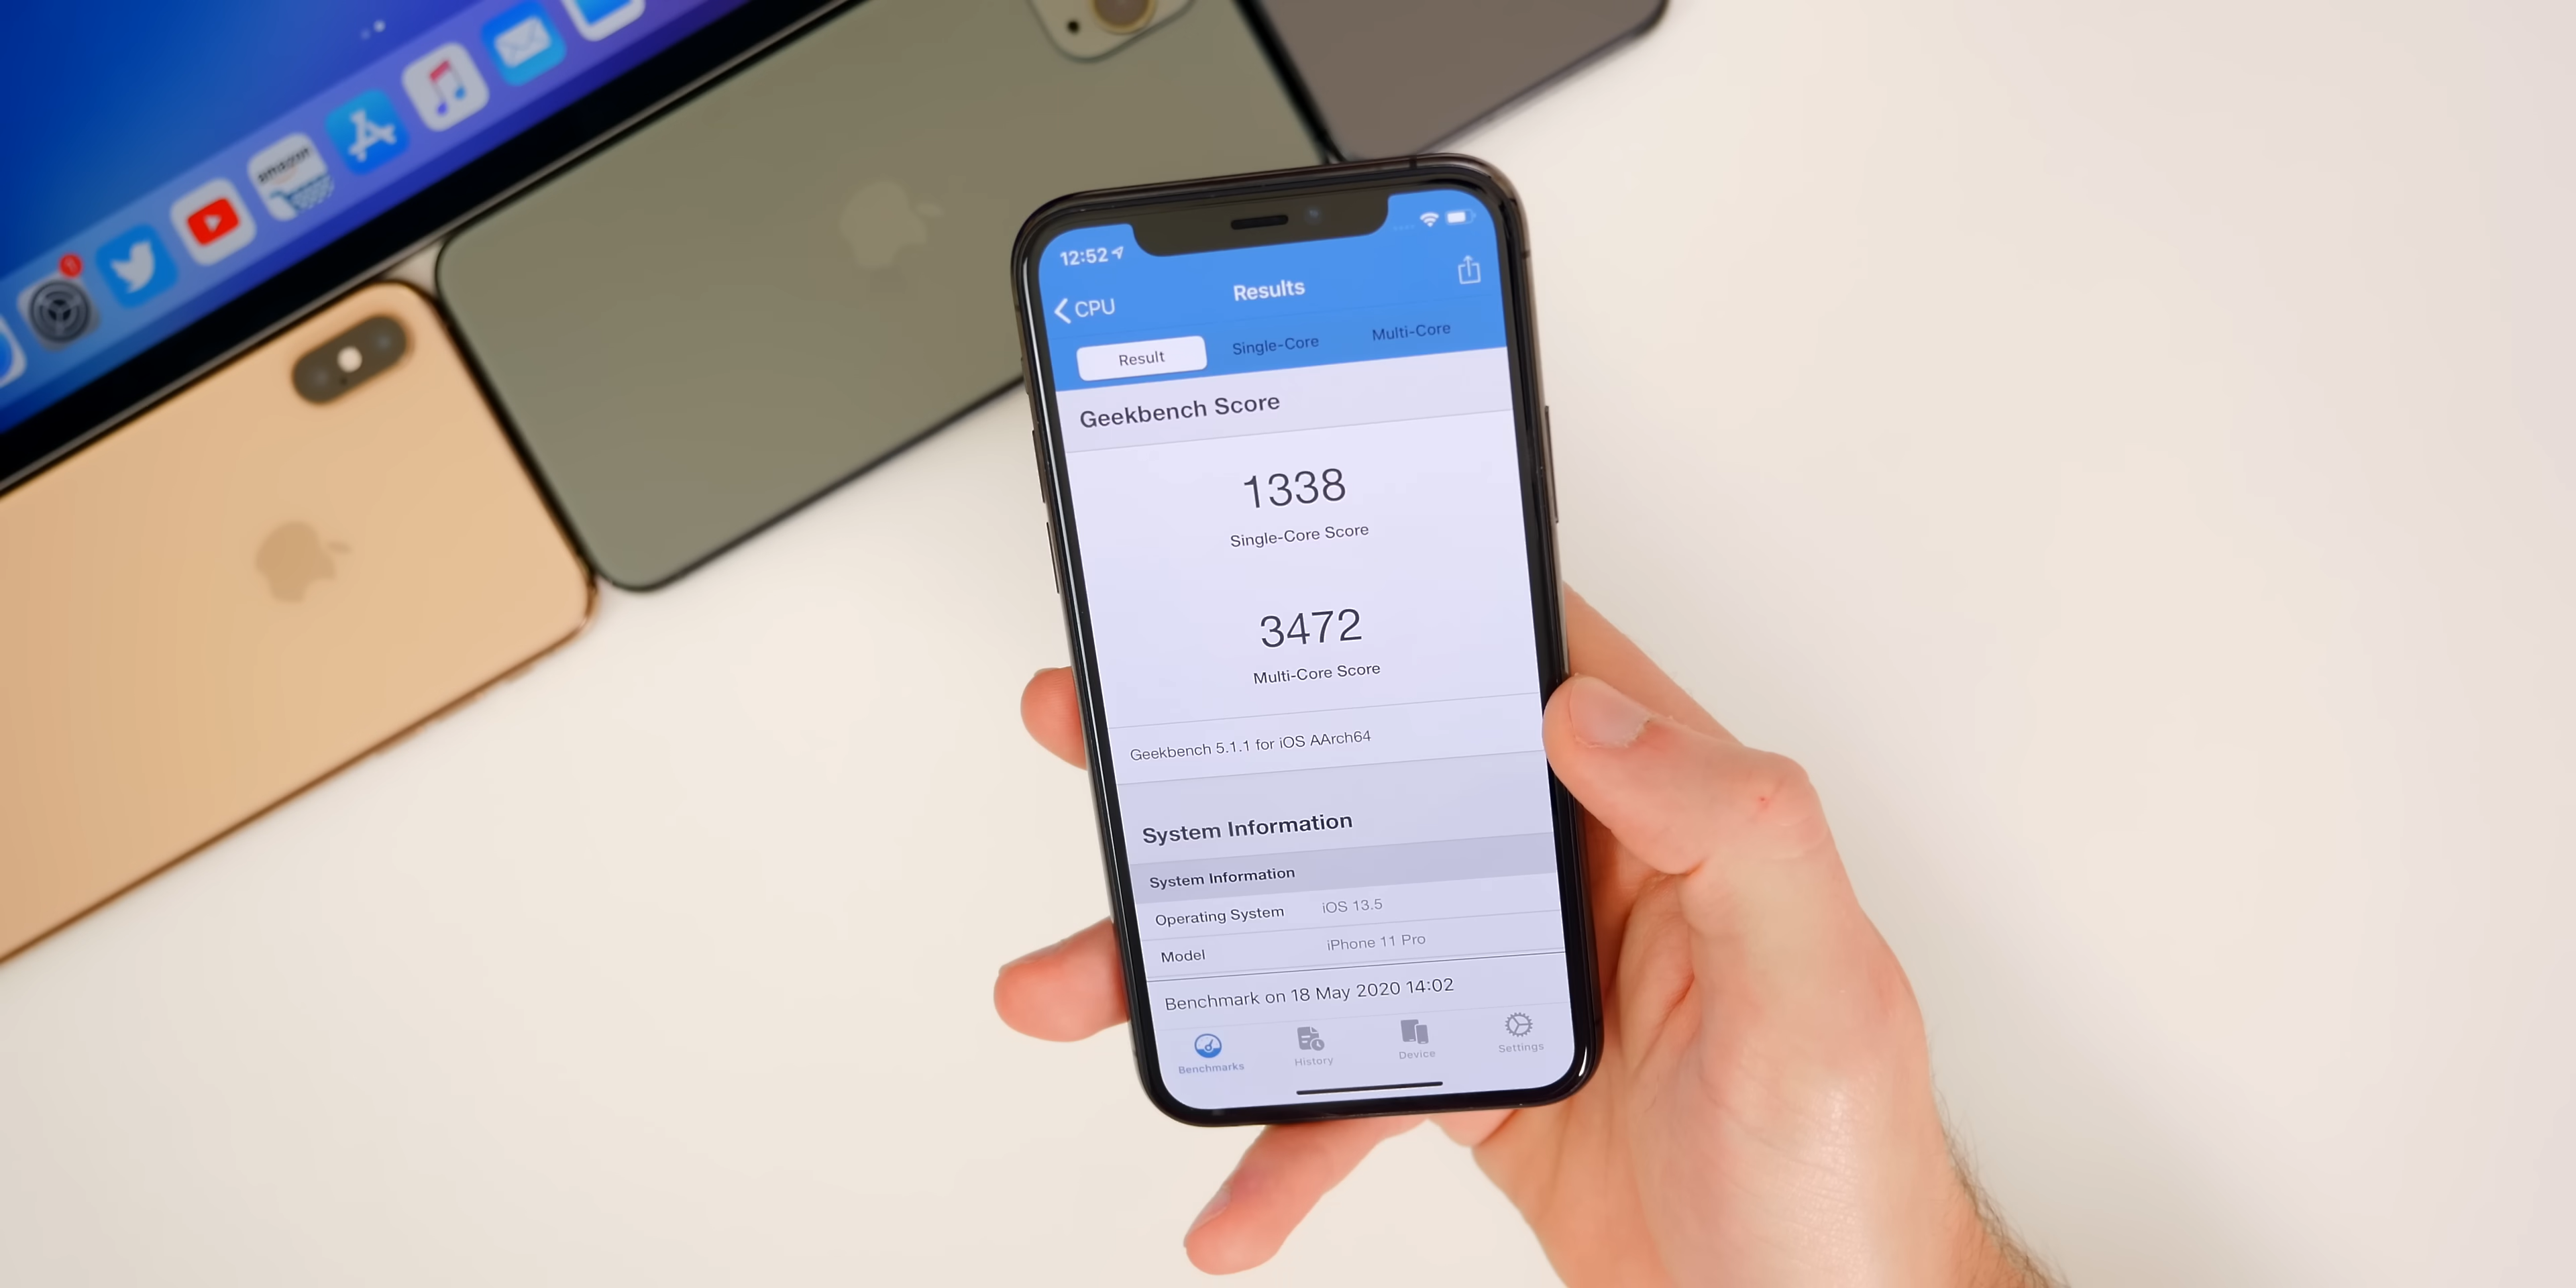 amazon
1
12:52
CPU
Results
Result
Single-Core
Multi-Core
Geekbench Score
1338
Single-Core Score
3472
Multi-Core Score
Geekbench 5.1.1 for iOS AArch64
System Information
System Information
Operating System iOS 13.5
Model iPhone 11 Pro
Benchmark on 18 May 2020 14:02
Benchmarks
History
Device
Settings